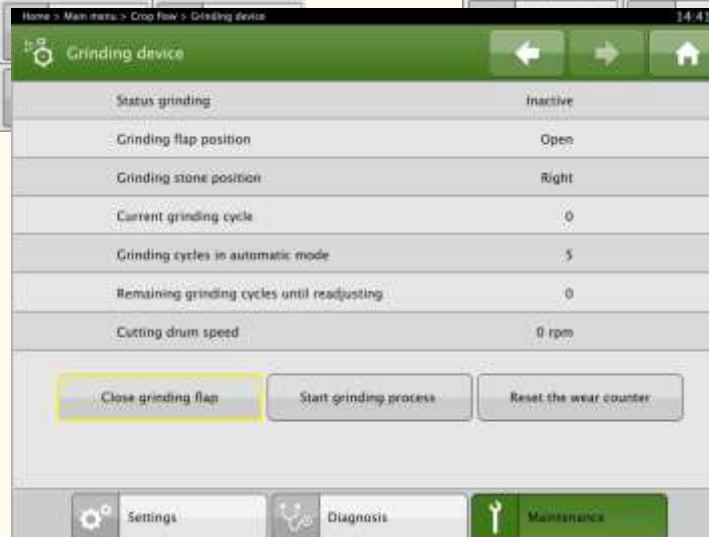 Home > Main menu > Crop flow > Grinding device 14:41
Grinding device
Status grinding Inactive
Grinding flap position Open
Grinding stone position Right
Current grinding cycle 0
Grinding cycles in automatic mode 5
Remaining grinding cycles until readjusting 0
Cutting drum speed 0 rpm
Close grinding flap Start grinding process Reset the wear counter
Settings Diagnosis Maintenance